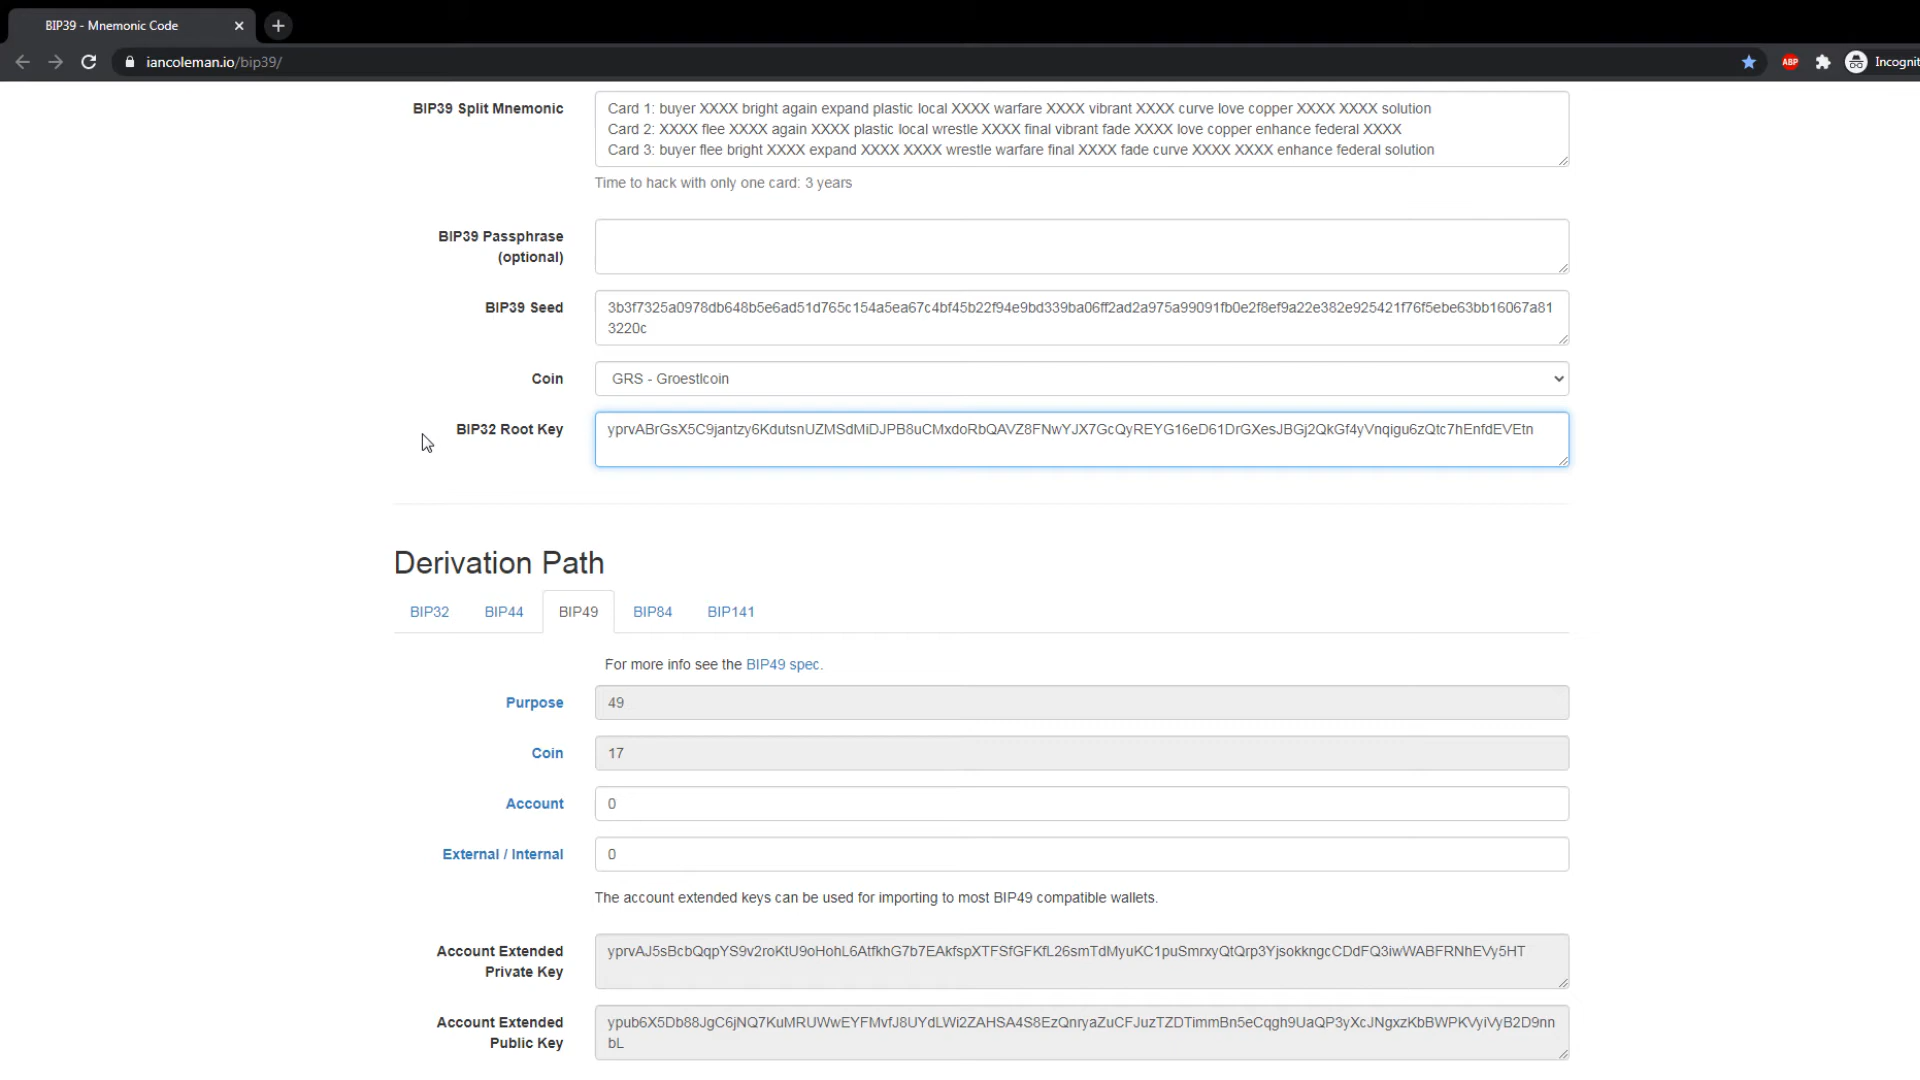 BIP39 - Mnemonic Code
iancoleman.io/bip39/
ABP
Incognit
BIP39 Split Mnemonic
Card 1: buyer XXXX bright again expand plastic local XXXX warfare XXXX vibrant XXXX curve love copper XXXX XXXX solution
Card 2: XXXX flee XXXX again XXXX plastic local wrestle XXXX final vibrant fade XXXX love copper enhance federal XXXX
Card 3: buyer flee bright XXXX expand XXXX XXXX wrestle warfare final XXXX fade curve XXXX XXXX enhance federal solution
Time to hack with only one card: 3 years
BIP39 Passphrase
(optional)
BIP39 Seed
3b3f7325a0978db648b5e6ad51d765c154a5ea67c4bf45b22f94e9bd339ba06ff2ad2a975a99091fb0e2f8ef9a22e382e925421f76f5ebe63bb16067a81
3220c
Coin
GRS - Groestlcoin
BIP32 Root Key
yprvABrGsX5C9jantzy6KdutsnUZMSdMiDJPB8uCMxdoRbQAVZ8FNwYJX7GcQyREYG16eD61DrGXesJBGj2QkGf4yVnqigu6zQtc7hEnfdEVEtn
Derivation Path
BIP32
BIP44
BIP49
BIP84
BIP141
For more info see the BIP49 spec.
Purpose
49
Coin
17
Account
0
External / Internal
0
The account extended keys can be used for importing to most BIP49 compatible wallets.
Account Extended
Private Key
yprvAJ5sBcbQqpYS9v2roKtU9oHohL6AtfkhG7b7EAkfspXTFSfGFKfL26smTdMyuKC1puSmrxyQtQrp3YjsokkngcCDdFQ3iwWABFRNhEVy5HT
Account Extended
Public Key
ypub6X5Db88JgC6jNQ7KuMRUWwEYFMvfJ8UYdLWi2ZAHSA4S8EzQnryaZuCFJuzTZDTimmBn5eCqgh9UaQP3yXcJNgxzKbBWPKVyiVyB2D9nn
bL